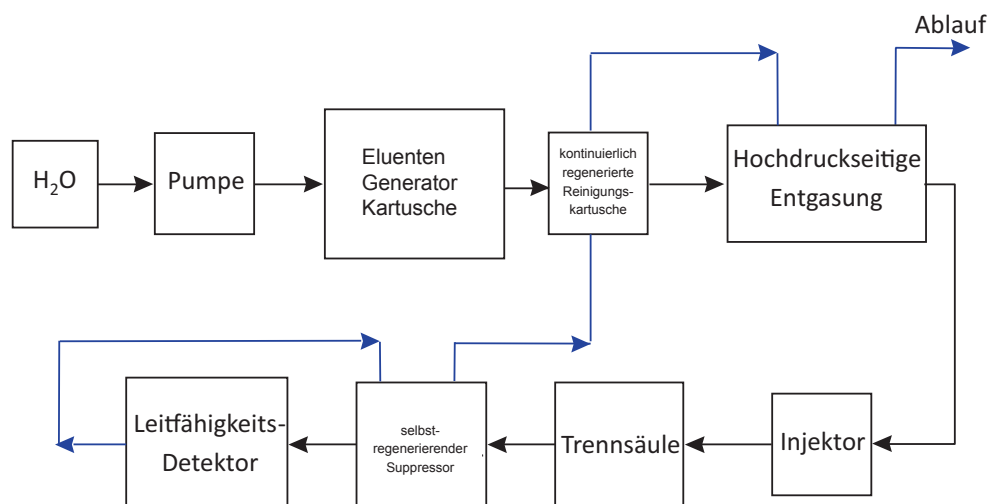 Ablauf
H₂O
Pumpe
Eluenten
Generator
Kartusche
kontinuierlich
regenerierte
Reinigungs-
kartusche
Hochdruckseitige
Entgasung
Leitfähigkeits-
Detektor
selbst-
regenerierender
Suppressor
Trennsäule
Injektor